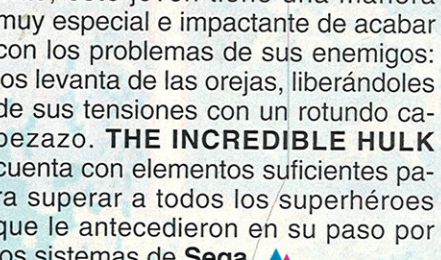 este joven tiene una manera
muy especial e impactante de acabar
con los problemas de sus enemigos:
los levanta de las orejas, liberándoles
de sus tensiones con un rotundo ca-
bezazo. THE INCREDIBLE HULK
cuenta con elementos suficientes pa-
ra superar a todos los superhéroes
que le antecedieron en su paso por
los sistemas de Sega